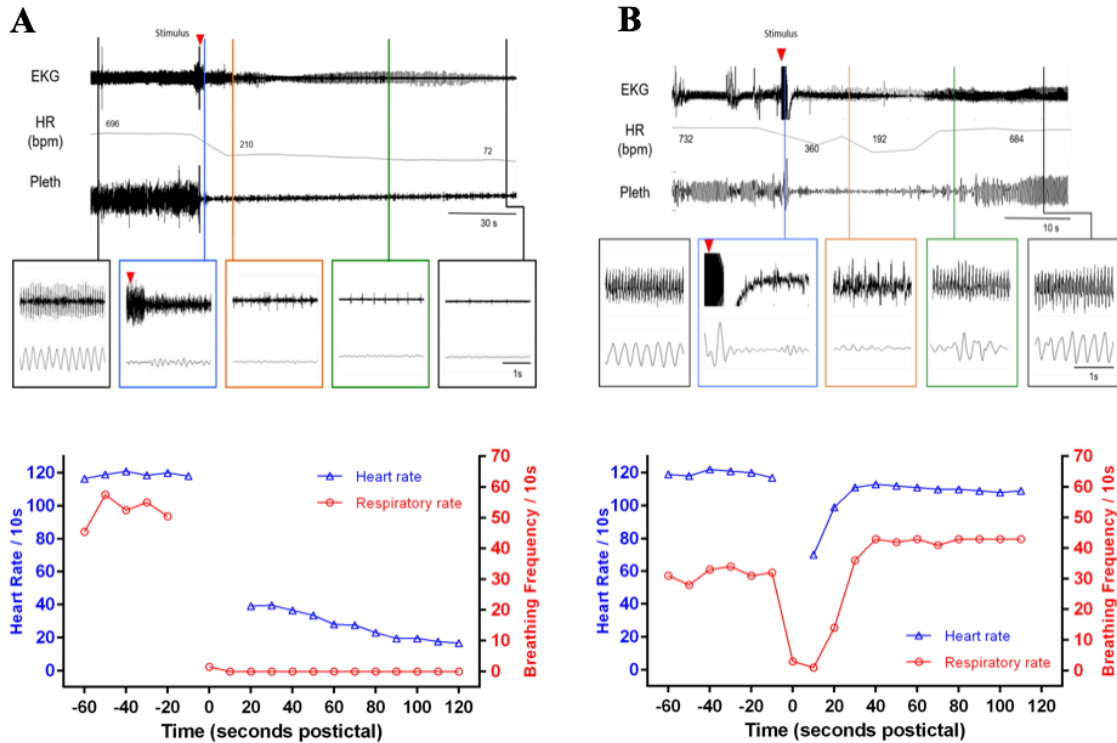 A
Stimulus
EKG
HR
(bpm)
696
210
72
Pleth
30 s
1s
120
100
80
60
40
20
0
Heart Rate / 10s
Heart rate
Respiratory rate
70
60
50
40
30
20
10
0
Breathing Frequency / 10s
-60 -40 -20 0 20 40 60 80 100 120
Time (seconds postictal)
B
Stimulus
EKG
HR
(bpm)
732
360
192
684
Pleth
10 s
1s
120
100
80
60
40
20
0
Heart Rate / 10s
Heart rate
Respiratory rate
70
60
50
40
30
20
10
0
Breathing Frequency / 10s
-60 -40 -20 0 20 40 60 80 100 120
Time (seconds postictal)